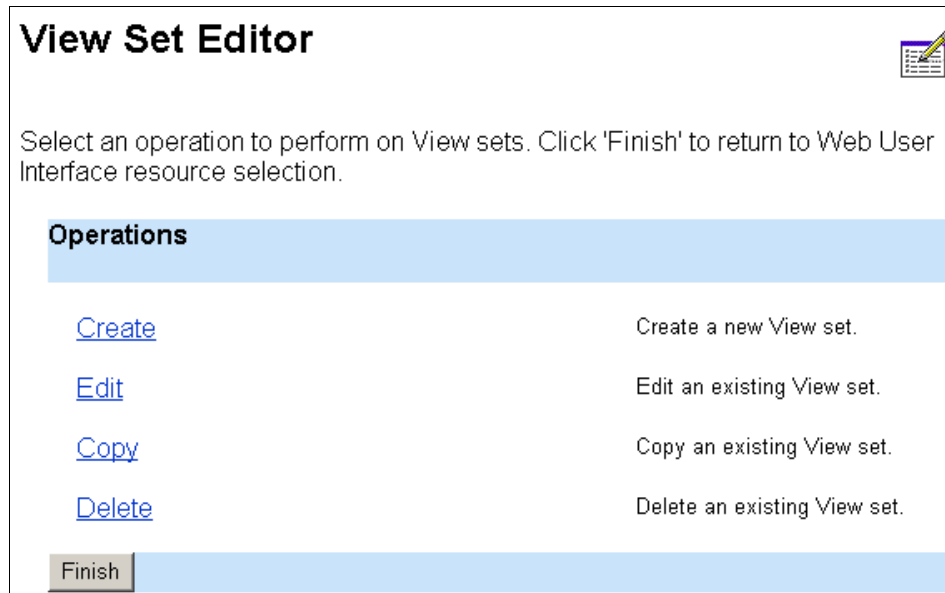 View Set Editor
Select an operation to perform on View sets. Click 'Finish' to return to Web User
Interface resource selection.
Operations
Create Create a new View set.
Edit Edit an existing View set.
Copy Copy an existing View set.
Delete Delete an existing View set.
Finish